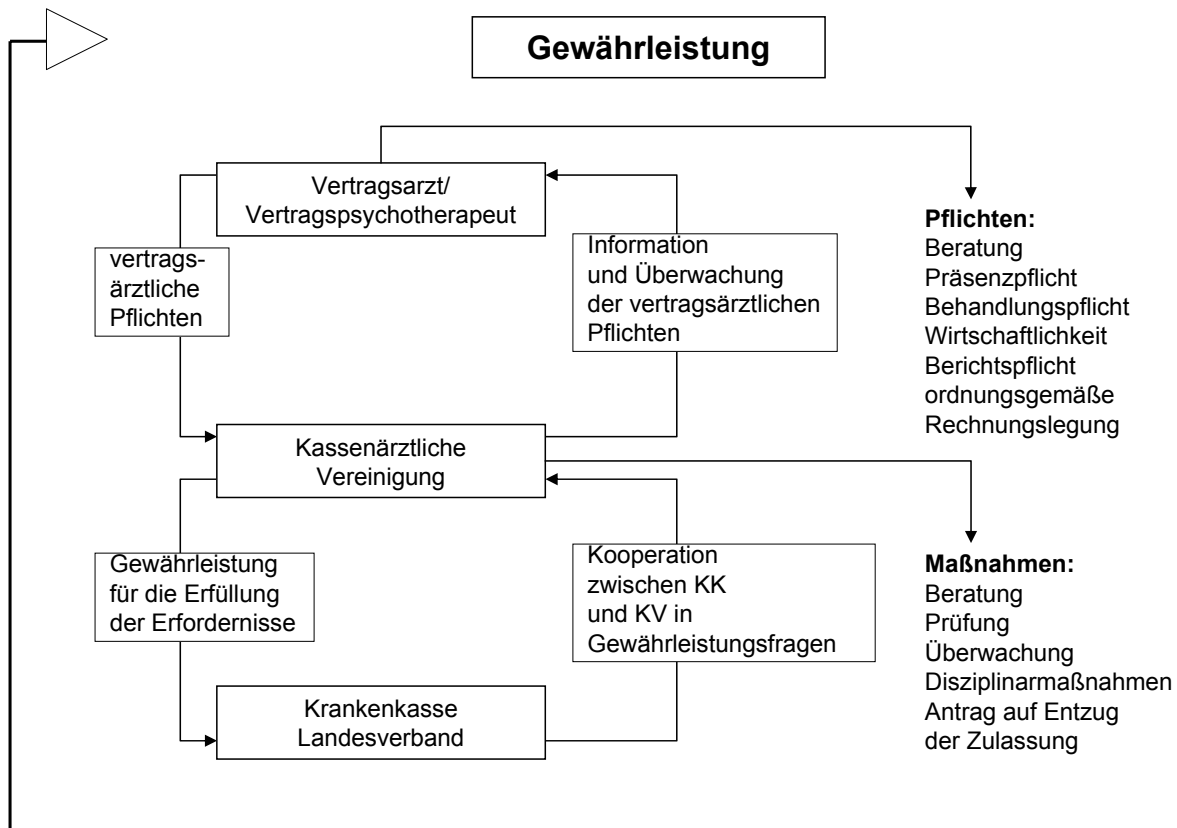 Gewährleistung
Vertragsarzt/
Vertragspsychotherapeut
vertrags-
ärztliche
Pflichten
Information
und Überwachung
der vertragsärztlichen
Pflichten
Pflichten:
Beratung
Präsenzpflicht
Behandlungspflicht
Wirtschaftlichkeit
Berichtspflicht
ordnungsgemäße
Rechnungslegung
Kassenärztliche
Vereinigung
Gewährleistung
für die Erfüllung
der Erfordernisse
Kooperation
zwischen KK
und KV in
Gewährleistungsfragen
Maßnahmen:
Beratung
Prüfung
Überwachung
Disziplinarmaßnahmen
Antrag auf Entzug
der Zulassung
Krankenkasse
Landesverband